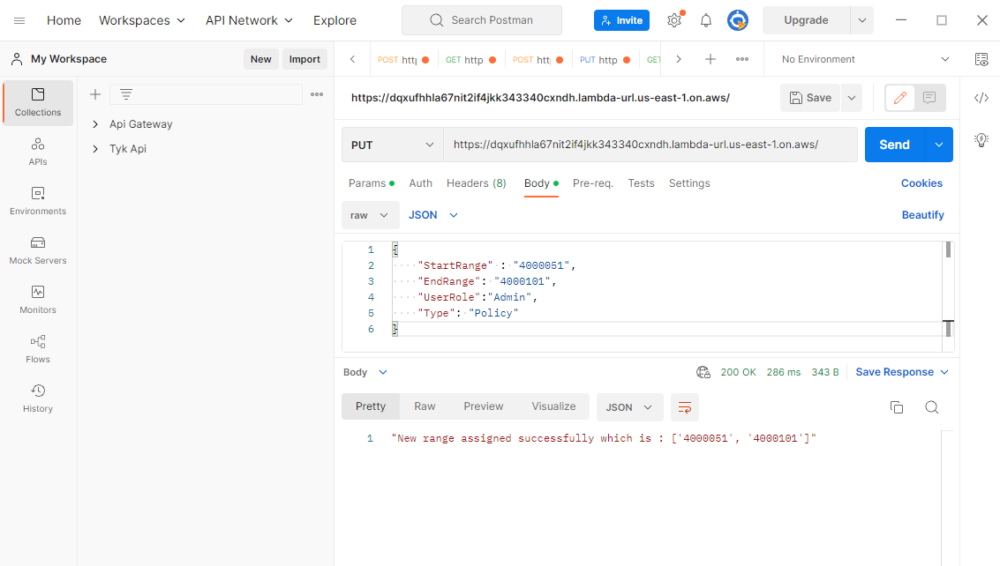 Home Workspaces API Network Explore Search Postman Invite Upgrade
My Workspace New Import POST http GET http POST htt PUT http GET No Environment
Collections
APIs
Environments
Mock Servers
Monitors
Flows
History
Api Gateway
Tyk Api
https://dqxufhhla67nit2if4jkk343340cxndh.lambda-url.us-east-1.on.aws/ Save
PUT https://dqxufhhla67nit2if4jkk343340cxndh.lambda-url.us-east-1.on.aws/ Send
Params Auth Headers (8) Body Pre-req. Tests Settings Cookies
raw JSON Beautify
1 {
2 "StartRange" : "4000051",
3 "EndRange": "4000101",
4 "UserRole":"Admin",
5 "Type": "Policy"
6 }
Body 200 OK 286 ms 343 B Save Response
Pretty Raw Preview Visualize JSON
1 "New range assigned successfully which is : ['4000051', '4000101']"